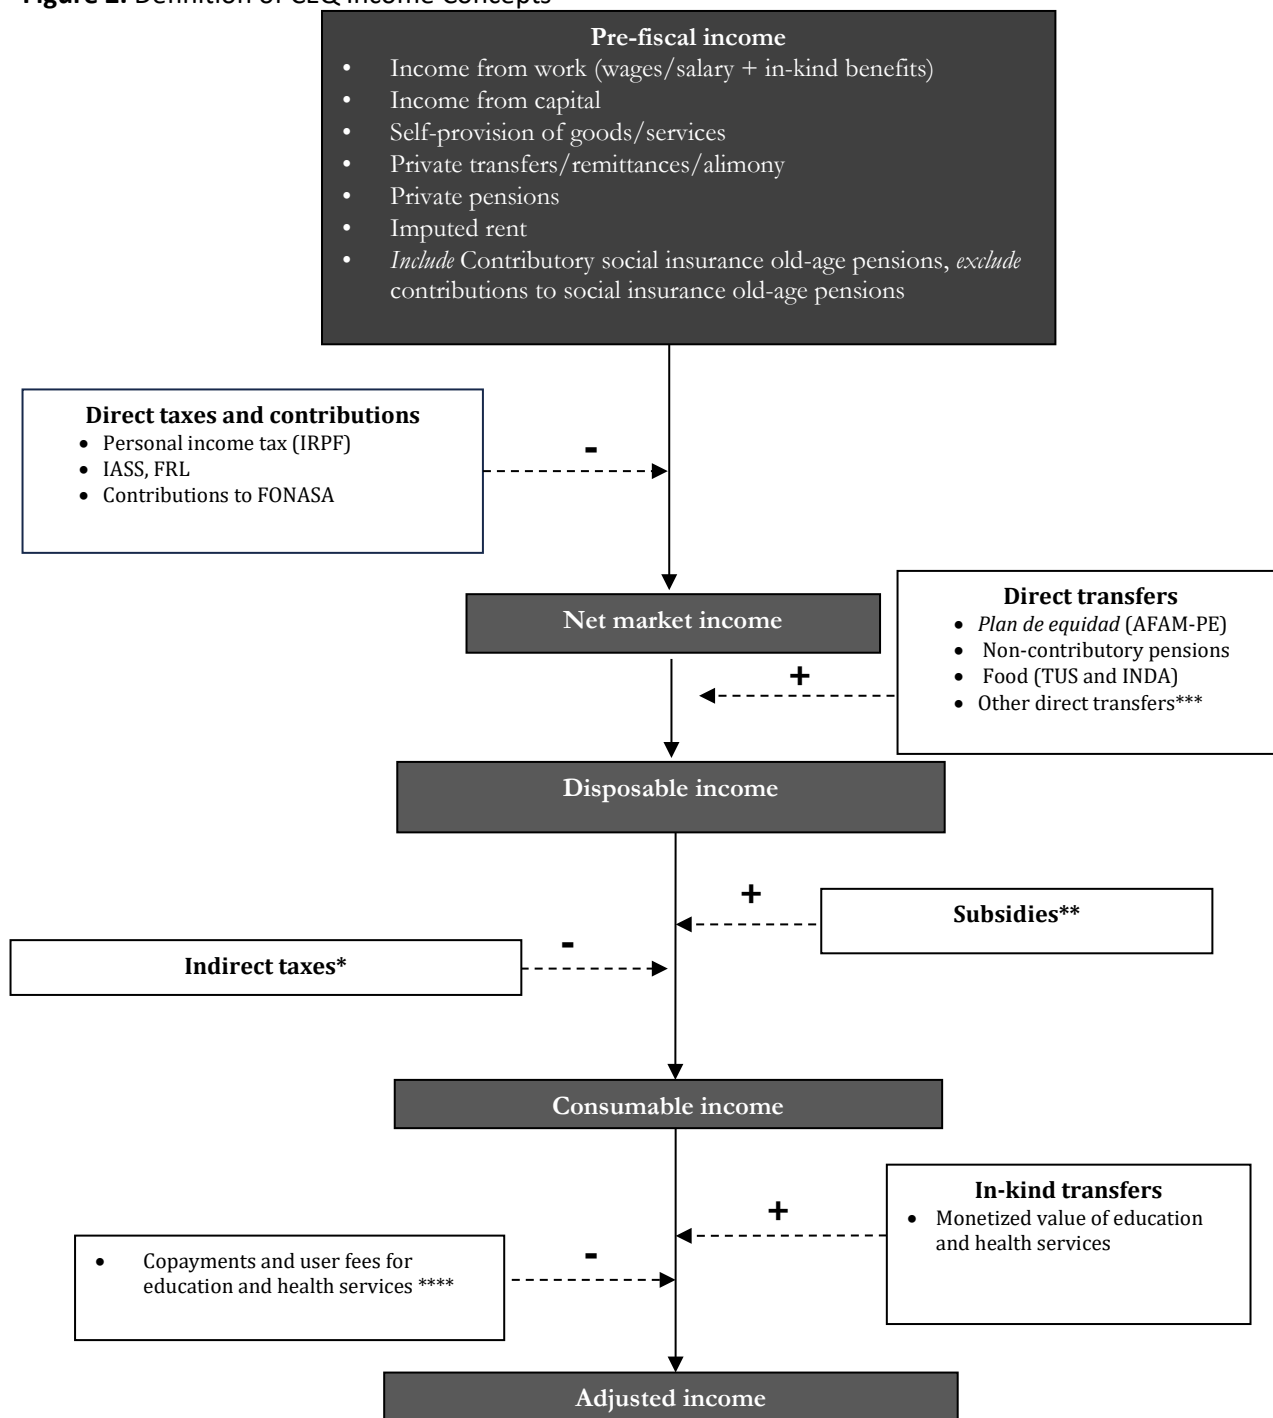 Figure 2. Definition of CEQ Income Concepts
Pre-fiscal income
• Income from work (wages/salary + in-kind benefits)
• Income from capital
• Self-provision of goods/services
• Private transfers/remittances/alimony
• Private pensions
• Imputed rent
• Include Contributory social insurance old-age pensions, exclude
contributions to social insurance old-age pensions
Direct taxes and contributions
• Personal income tax (IRPF)
• IASS, FRL
• Contributions to FONASA
-
Net market income
Direct transfers
• Plan de equidad (AFAM-PE)
• Non-contributory pensions
• Food (TUS and INDA)
• Other direct transfers***
+
Disposable income
+
Subsidies**
-
Indirect taxes*
Consumable income
In-kind transfers
• Monetized value of education
and health services
+
-
• Copayments and user fees for
education and health services ****
Adjusted income